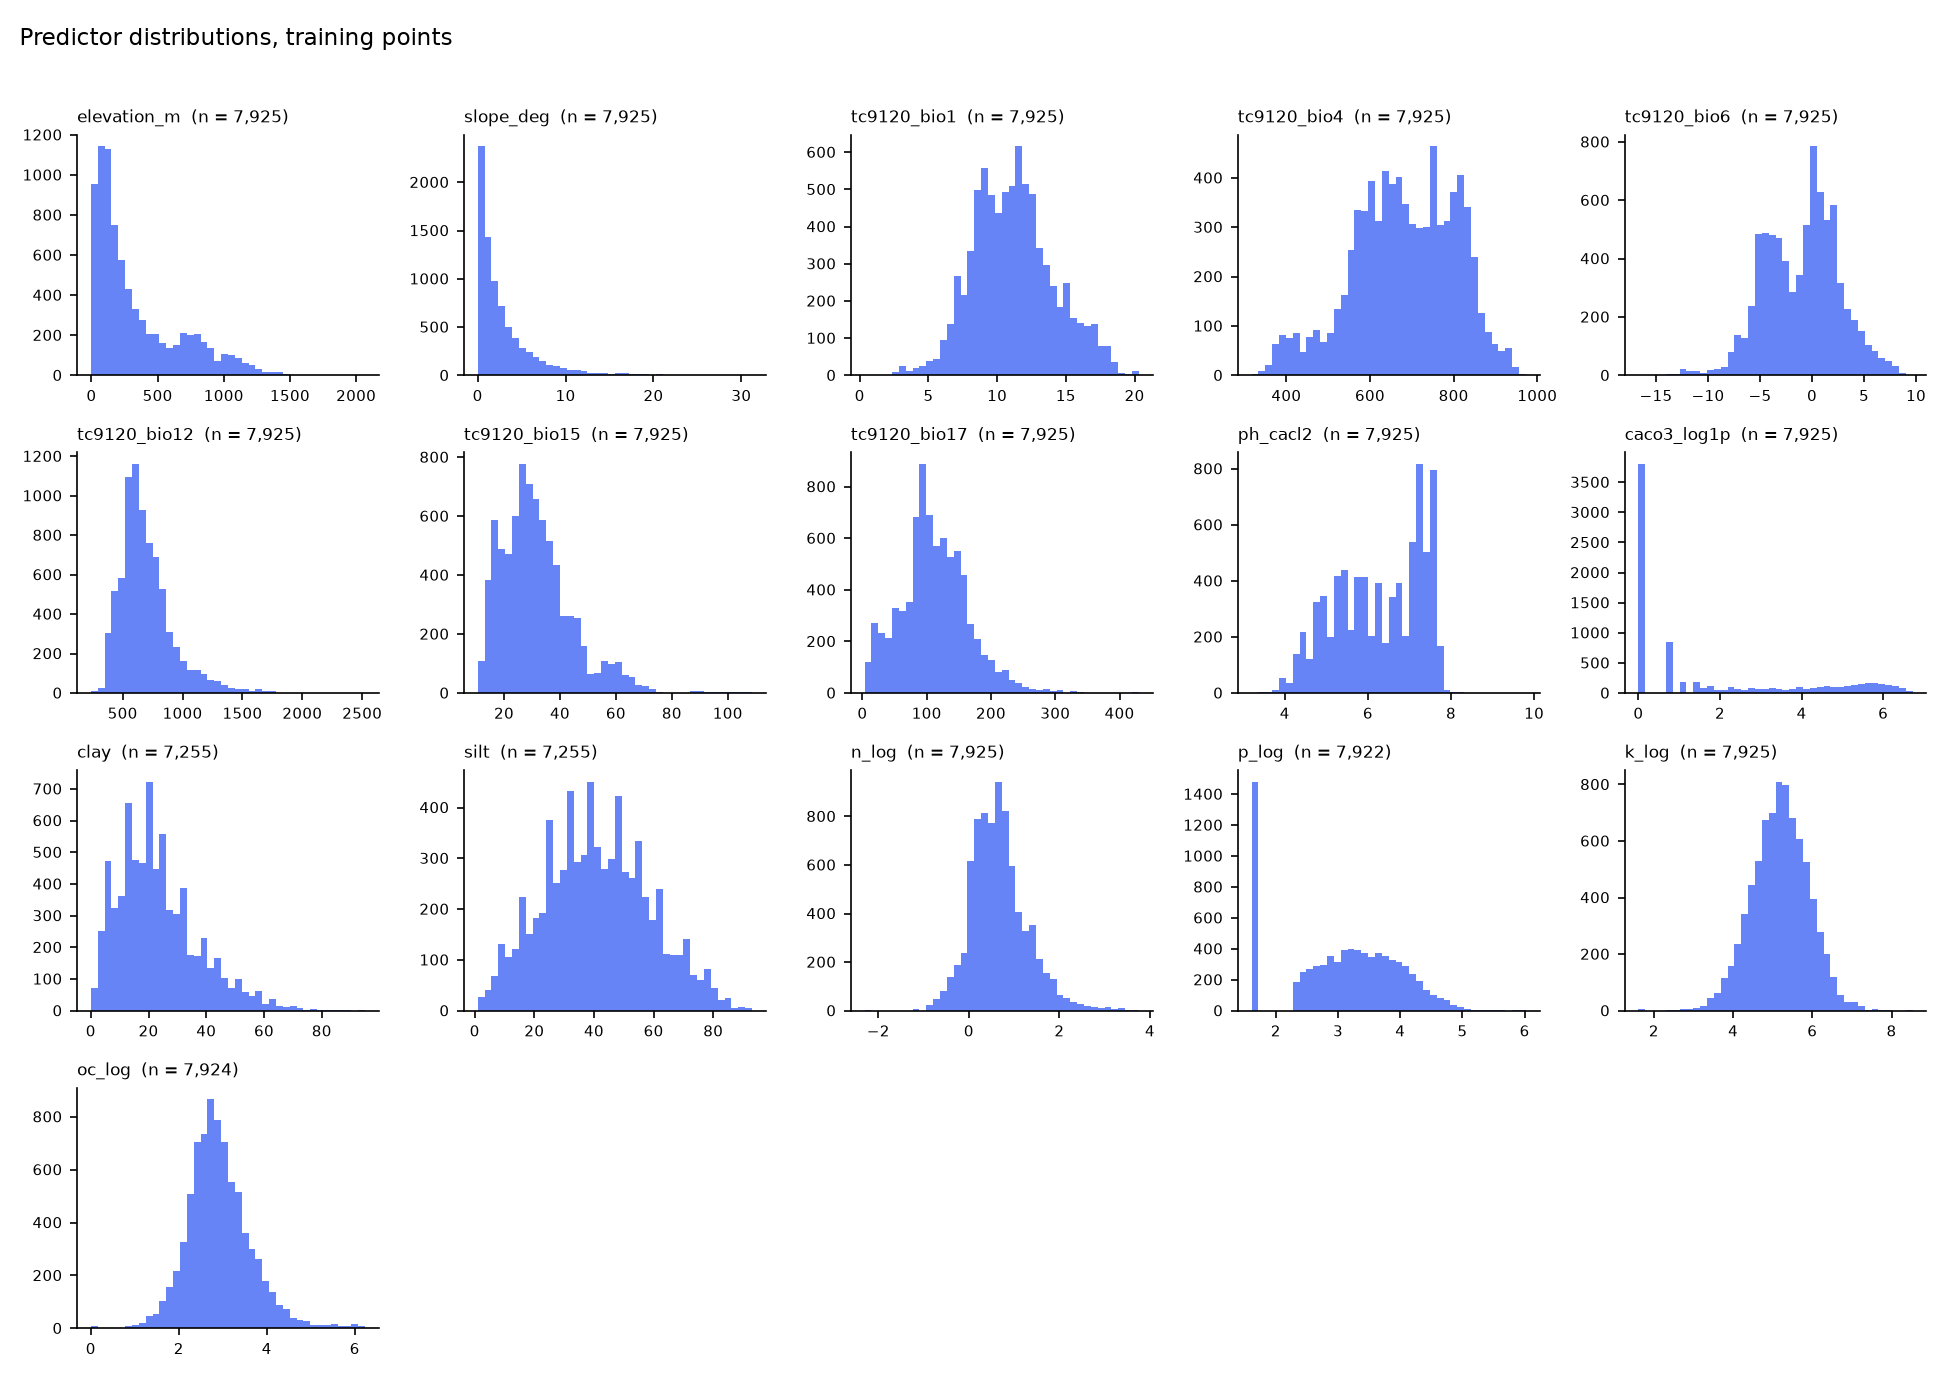 Predictor distributions, training points
elevation_m (n = 7,925)
1200
1000
800
600
400
200
0
0 500 1000 1500 2000
slope_deg (n = 7,925)
2000
1500
1000
500
0
0 10 20 30
tc9120_bio1 (n = 7,925)
600
500
400
300
200
100
0
0 5 10 15 20
tc9120_bio4 (n = 7,925)
400
300
200
100
0
400 600 800 1000
tc9120_bio6 (n = 7,925)
800
600
400
200
0
−15 −10 −5 0 5 10
tc9120_bio12 (n = 7,925)
1200
1000
800
600
400
200
0
500 1000 1500 2000 2500
tc9120_bio15 (n = 7,925)
800
600
400
200
0
20 40 60 80 100
tc9120_bio17 (n = 7,925)
800
600
400
200
0
0 100 200 300 400
ph_cacl2 (n = 7,925)
800
600
400
200
0
4 6 8 10
caco3_log1p (n = 7,925)
3500
3000
2500
2000
1500
1000
500
0
0 2 4 6
clay (n = 7,255)
700
600
500
400
300
200
100
0
0 20 40 60 80
silt (n = 7,255)
400
300
200
100
0
0 20 40 60 80
n_log (n = 7,925)
800
600
400
200
0
−2 0 2 4
p_log (n = 7,922)
1400
1200
1000
800
600
400
200
0
2 3 4 5 6
k_log (n = 7,925)
800
600
400
200
0
2 4 6 8
oc_log (n = 7,924)
800
600
400
200
0
0 2 4 6